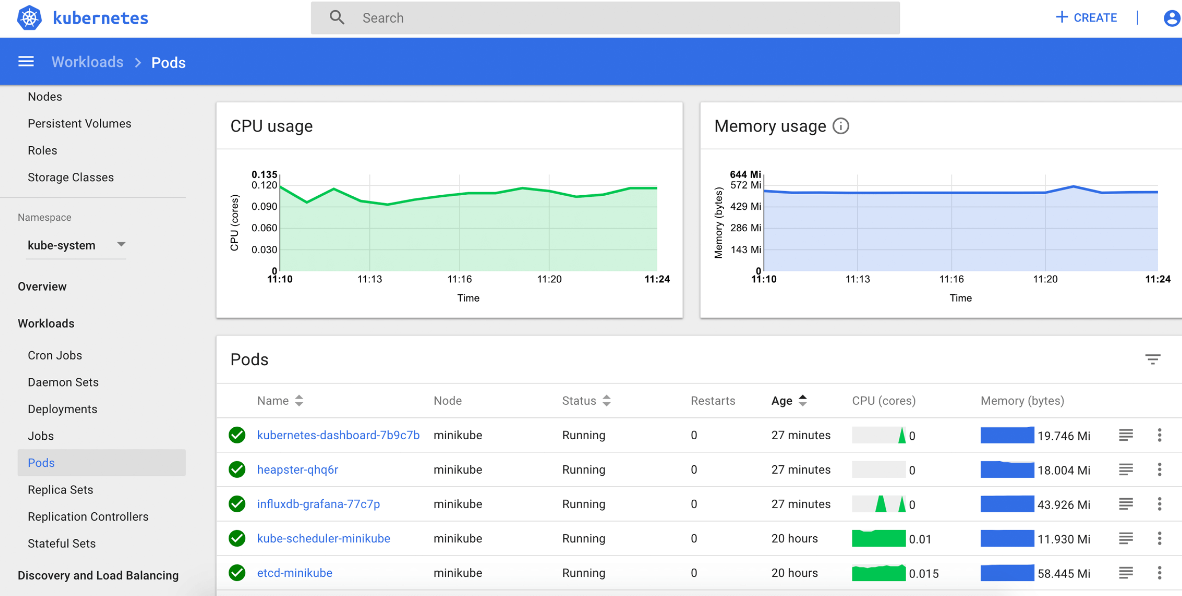 kubernetes
Search
+ CREATE
Workloads > Pods
Nodes
Persistent Volumes
Roles
Storage Classes
Namespace
kube-system
Overview
Workloads
Cron Jobs
Daemon Sets
Deployments
Jobs
Pods
Replica Sets
Replication Controllers
Stateful Sets
Discovery and Load Balancing
CPU usage
CPU (cores)
0.135
0.120
0.090
0.060
0.030
0
11:10 11:13 11:16 11:20 11:24
Time
Memory usage
Memory (bytes)
644 Mi
572 Mi
429 Mi
286 Mi
143 Mi
0
11:10 11:13 11:16 11:20 11:24
Time
Pods
Name Node Status Restarts Age CPU (cores) Memory (bytes)
kubernetes-dashboard-7b9c7b minikube Running 0 27 minutes 0 19.746 Mi
heapster-qhq6r minikube Running 0 27 minutes 0 18.004 Mi
influxdb-grafana-77c7p minikube Running 0 27 minutes 0 43.926 Mi
kube-scheduler-minikube minikube Running 0 20 hours 0.01 11.930 Mi
etcd-minikube minikube Running 0 20 hours 0.015 58.445 Mi